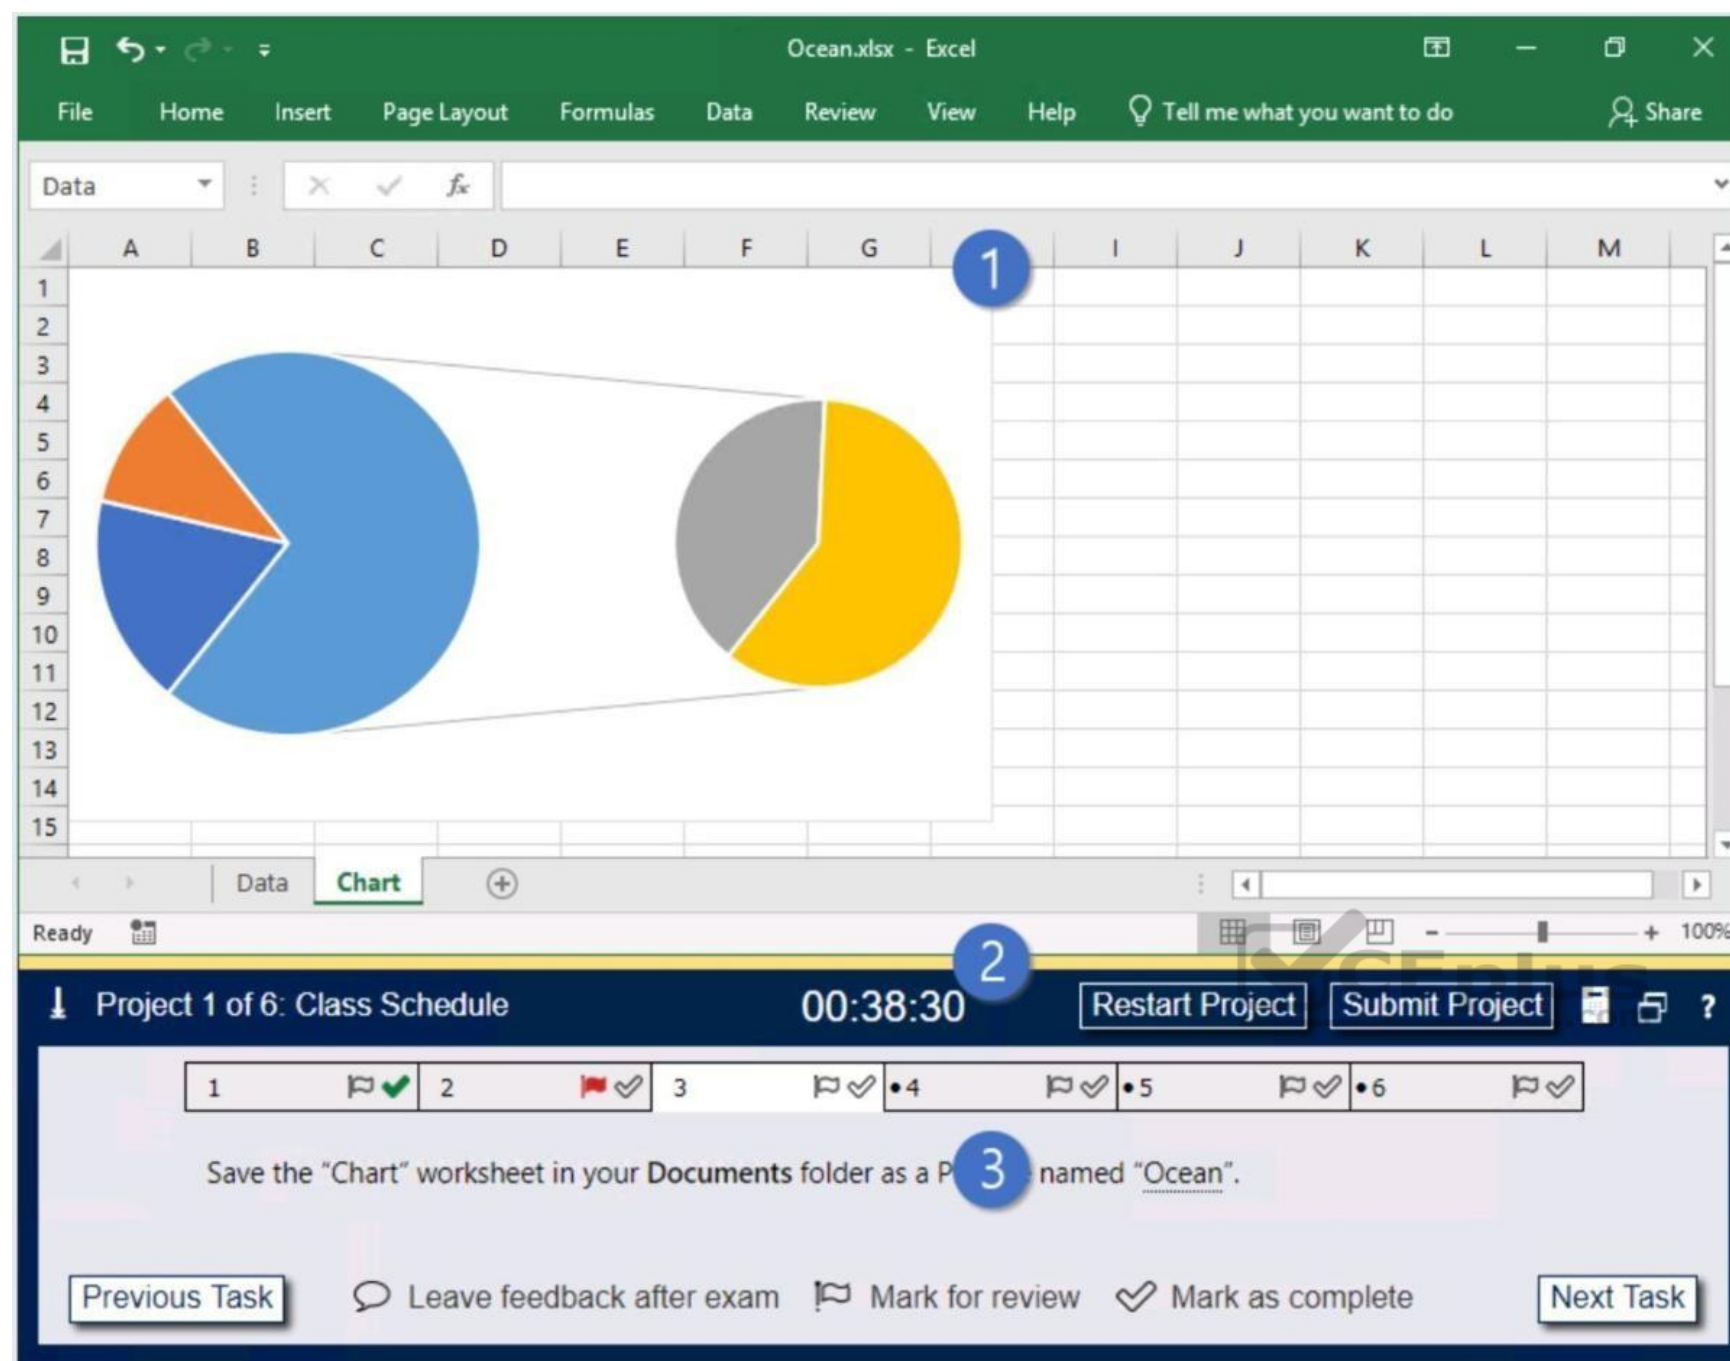 Ocean.xlsx - Excel
File Home Insert Page Layout Formulas Data Review View Help Tell me what you want to do Share
Data fx
A B C D E F G I J K L M
1
1
2
3
4
5
6
7
8
9
10
11
12
13
14
15
Data Chart
Ready 100%
2
Project 1 of 6: Class Schedule 00:38:30 Restart Project Submit Project ?
1 2 3 •4 •5 •6
Save the “Chart” worksheet in your Documents folder as a P 3 named “Ocean”.
Previous Task Leave feedback after exam Mark for review Mark as complete Next Task